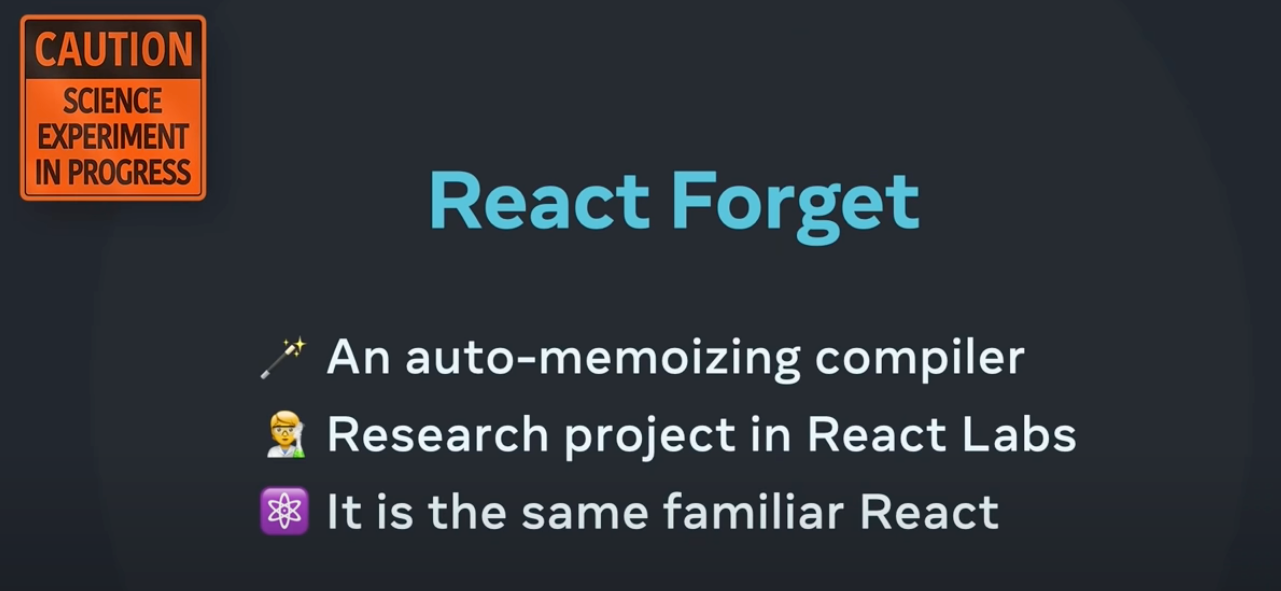 CAUTION
SCIENCE
EXPERIMENT
IN PROGRESS
React Forget
An auto-memoizing compiler
Research project in React Labs
It is the same familiar React